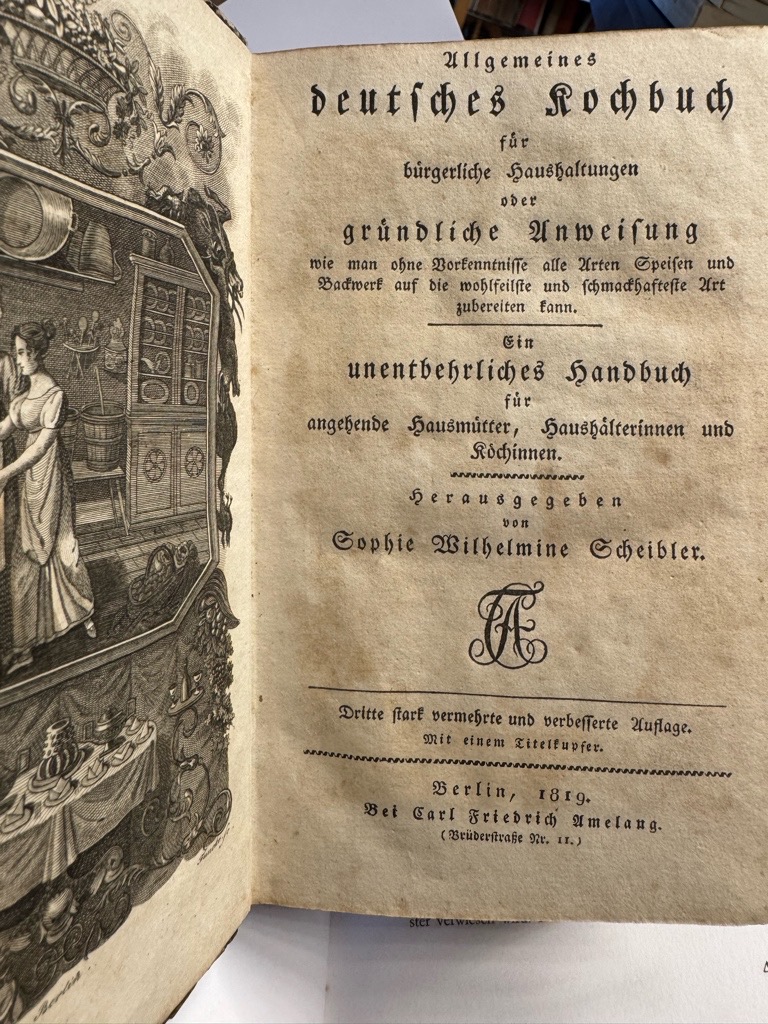 Allgemeines
deutſches Kochbuch
für
bürgerliche Haushaltungen
oder
gründliche Anweiſung
wie man ohne Vorkenntniſſe alle Arten Speiſen und
Backwerk auf die wohlfeilſte und ſchmackhafteſte Art
zubereiten kann.
Ein
unentbehrliches Handbuch
für
angehende Hausmütter, Haushälterinnen und
Köchinnen.
Herausgegeben
von
Sophie Wilhelmine Scheibler.
Dritte ſtark vermehrte und verbeſſerte Auflage.
Mit einem Titelkupfer.
Berlin, 1819.
Bei Carl Friedrich Amelang.
(Brüderſtraße Nr. 11.)
Berlin.